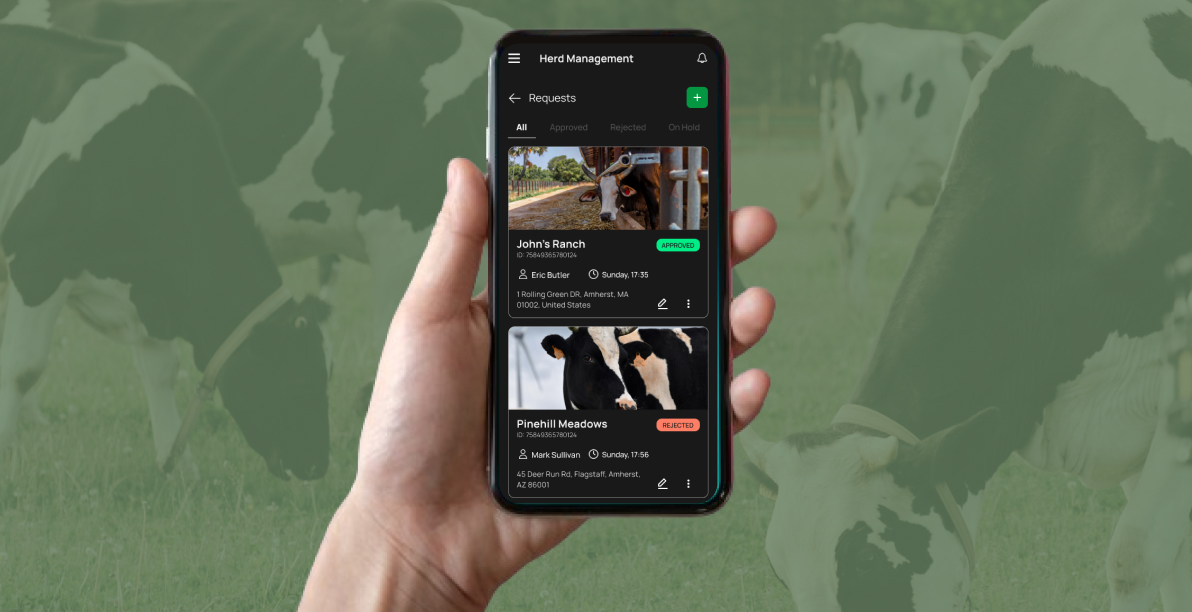 Herd Management
Requests
All Approved Rejected On Hold
John's Ranch
APPROVED
ID: 75849365780124
Eric Butler Sunday, 17:35
1 Rolling Green DR, Amherst, MA
01002, United States
Pinehill Meadows
REJECTED
ID: 75849365780124
Mark Sullivan Sunday, 17:56
45 Deer Run Rd, Flagstaff, Amherst,
AZ 86001